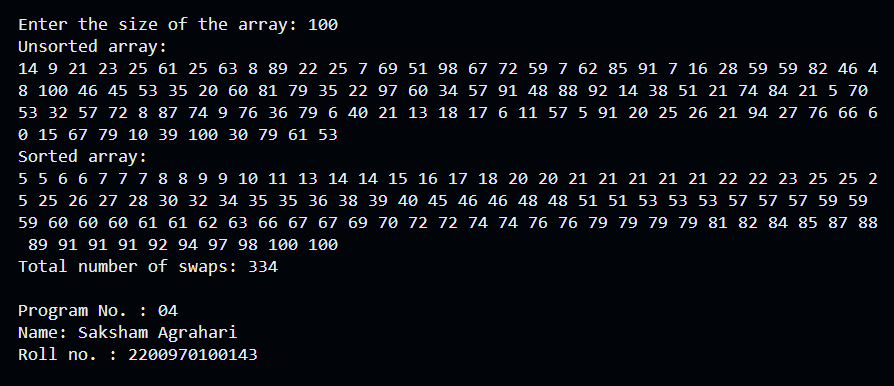 Enter the size of the array: 100
Unsorted array:
14 9 21 23 25 61 25 63 8 89 22 25 7 69 51 98 67 72 59 7 62 85 91 7 16 28 59 59 82 46 4
8 100 46 45 53 35 20 60 81 79 35 22 97 60 34 57 91 48 88 92 14 38 51 21 74 84 21 5 70
53 32 57 72 8 87 74 9 76 36 79 6 40 21 13 18 17 6 11 57 5 91 20 25 26 21 94 27 76 66 6
0 15 67 79 10 39 100 30 79 61 53
Sorted array:
5 5 6 6 7 7 7 8 8 9 9 10 11 13 14 14 15 16 17 18 20 20 21 21 21 21 21 22 22 23 25 25 2
5 25 26 27 28 30 32 34 35 35 36 38 39 40 45 46 46 48 48 51 51 53 53 53 57 57 57 59 59
59 60 60 60 61 61 62 63 66 67 67 69 70 72 72 74 74 76 76 79 79 79 79 81 82 84 85 87 88
89 91 91 91 92 94 97 98 100 100
Total number of swaps: 334
Program No. : 04
Name: Saksham Agrahari
Roll no. : 2200970100143